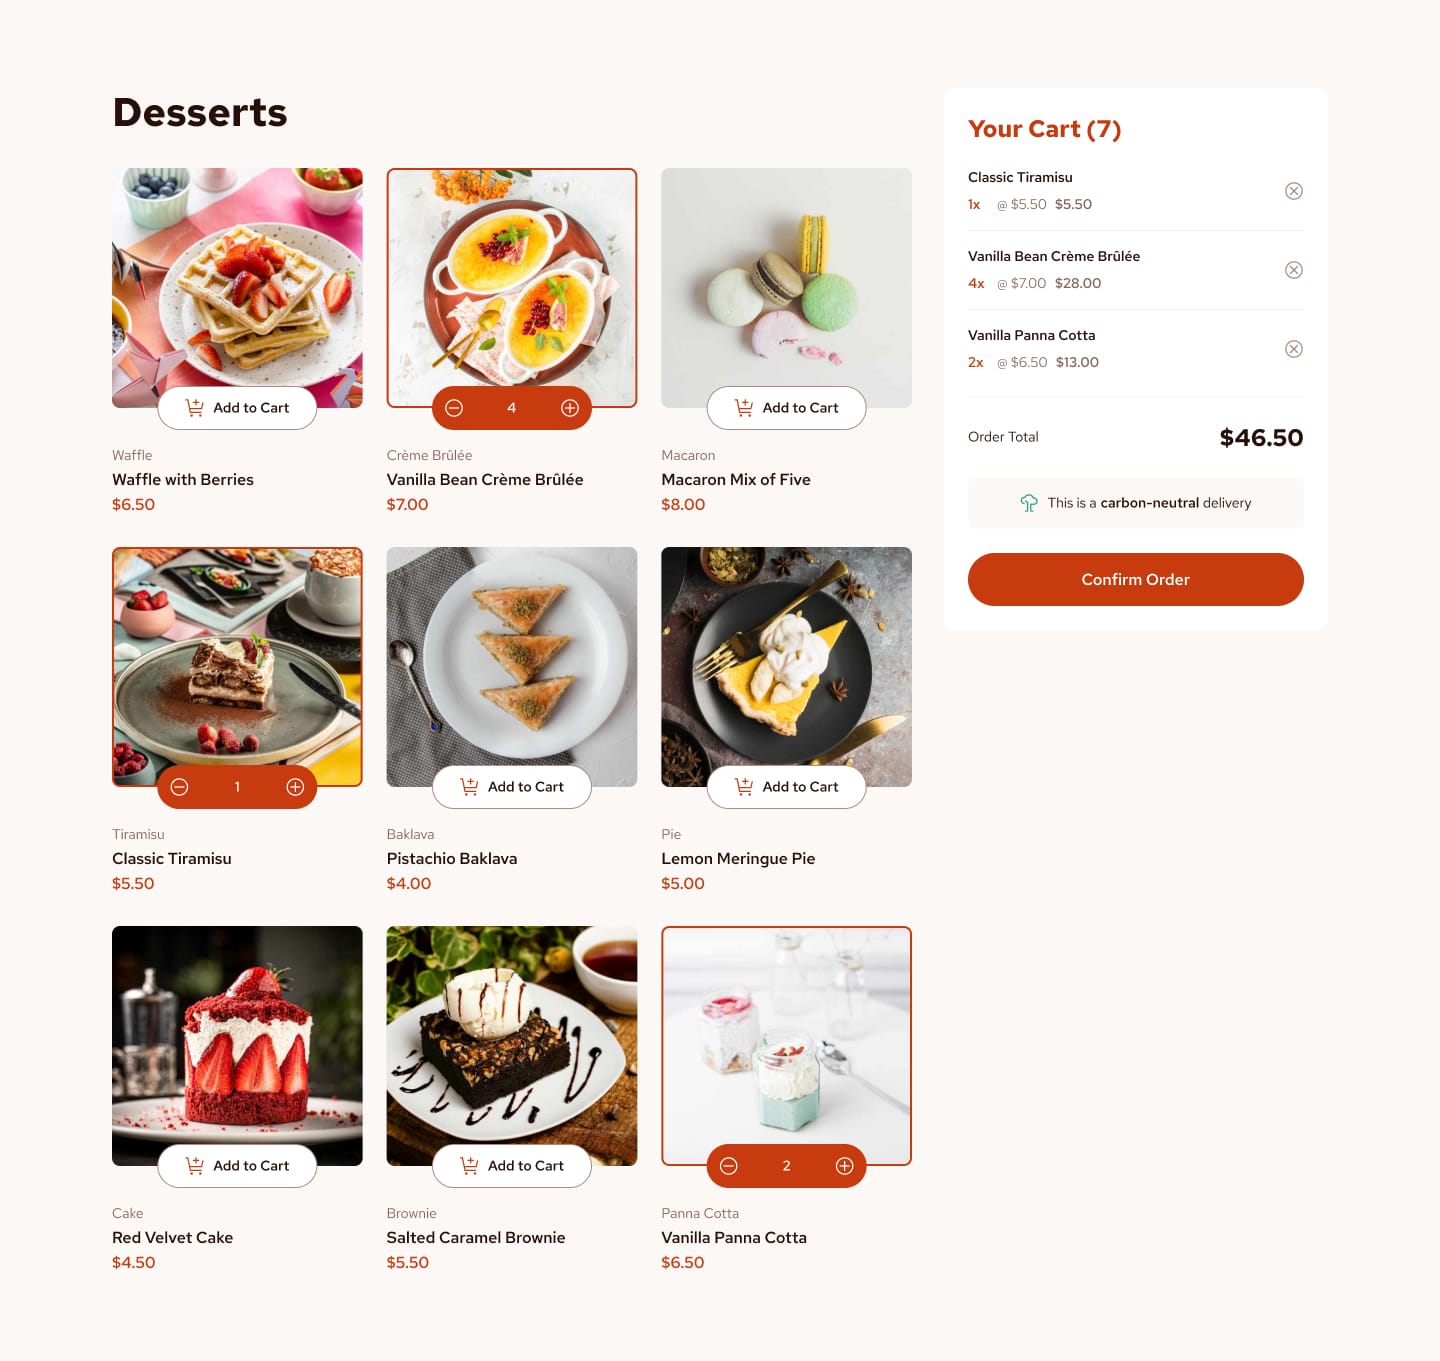 Desserts
Add to Cart
4
Add to Cart
Waffle
Waffle with Berries
$6.50
Crème Brûlée
Vanilla Bean Crème Brûlée
$7.00
Macaron
Macaron Mix of Five
$8.00
1
Add to Cart
Add to Cart
Tiramisu
Classic Tiramisu
$5.50
Baklava
Pistachio Baklava
$4.00
Pie
Lemon Meringue Pie
$5.00
Add to Cart
Add to Cart
2
Cake
Red Velvet Cake
$4.50
Brownie
Salted Caramel Brownie
$5.50
Panna Cotta
Vanilla Panna Cotta
$6.50
Your Cart (7)
Classic Tiramisu
1x @ $5.50 $5.50
Vanilla Bean Crème Brûlée
4x @ $7.00 $28.00
Vanilla Panna Cotta
2x @ $6.50 $13.00
Order Total $46.50
This is a carbon-neutral delivery
Confirm Order